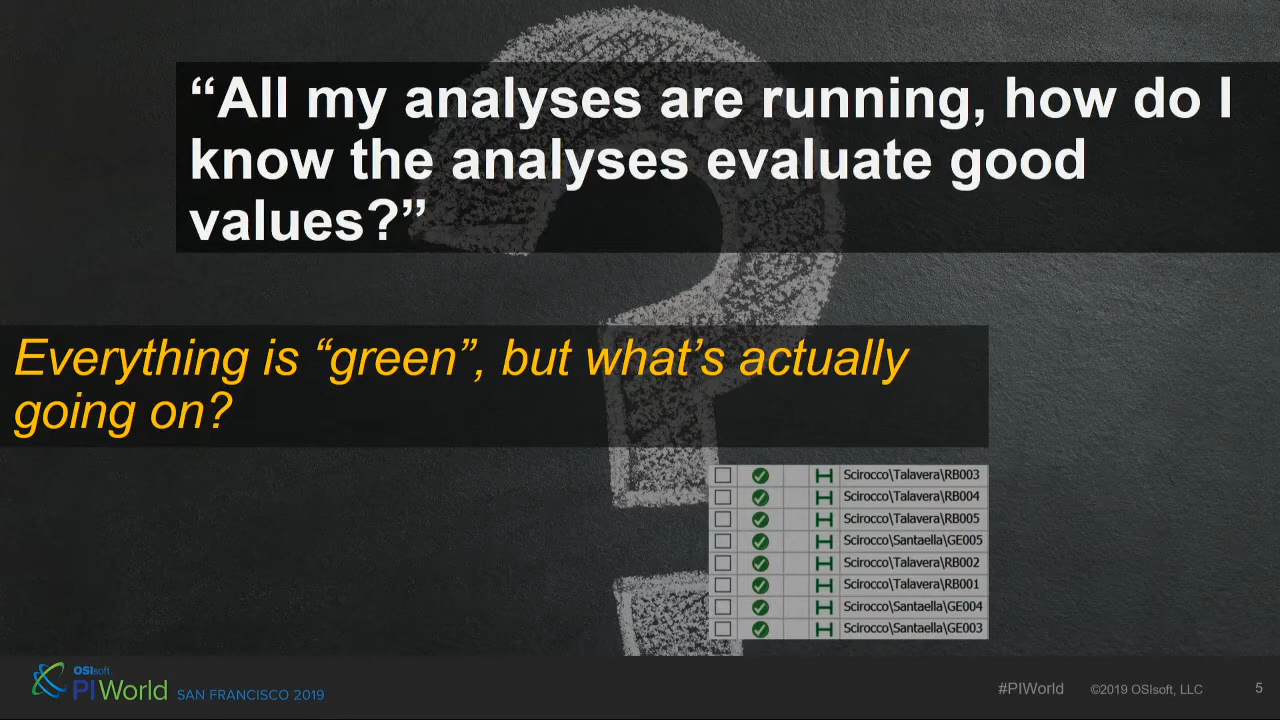 “All my analyses are running, how do I
know the analyses evaluate good
values?”
Everything is “green”, but what’s actually
going on?
Scirocco\Talavera\RB003
Scirocco\Talavera\RB004
Scirocco\Talavera\RB005
Scirocco\Santaella\GE005
Scirocco\Talavera\RB002
Scirocco\Talavera\RB001
Scirocco\Santaella\GE004
Scirocco\Santaella\GE003
OSIsoft.
PIWorld SAN FRANCISCO 2019
#PIWorld ©2019 OSIsoft, LLC 5